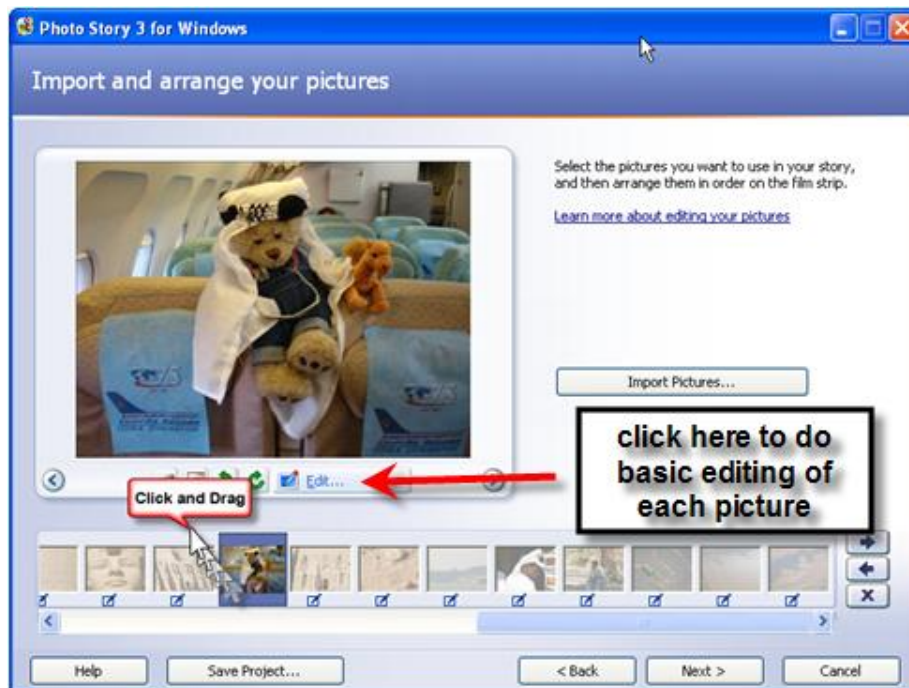 Photo Story 3 for Windows
Import and arrange your pictures
Select the pictures you want to use in your story,
and then arrange them in order on the film strip.
Learn more about editing your pictures
Import Pictures...
Edit...
click here to do
basic editing of
each picture
Click and Drag
Help
Save Project...
< Back
Next >
Cancel